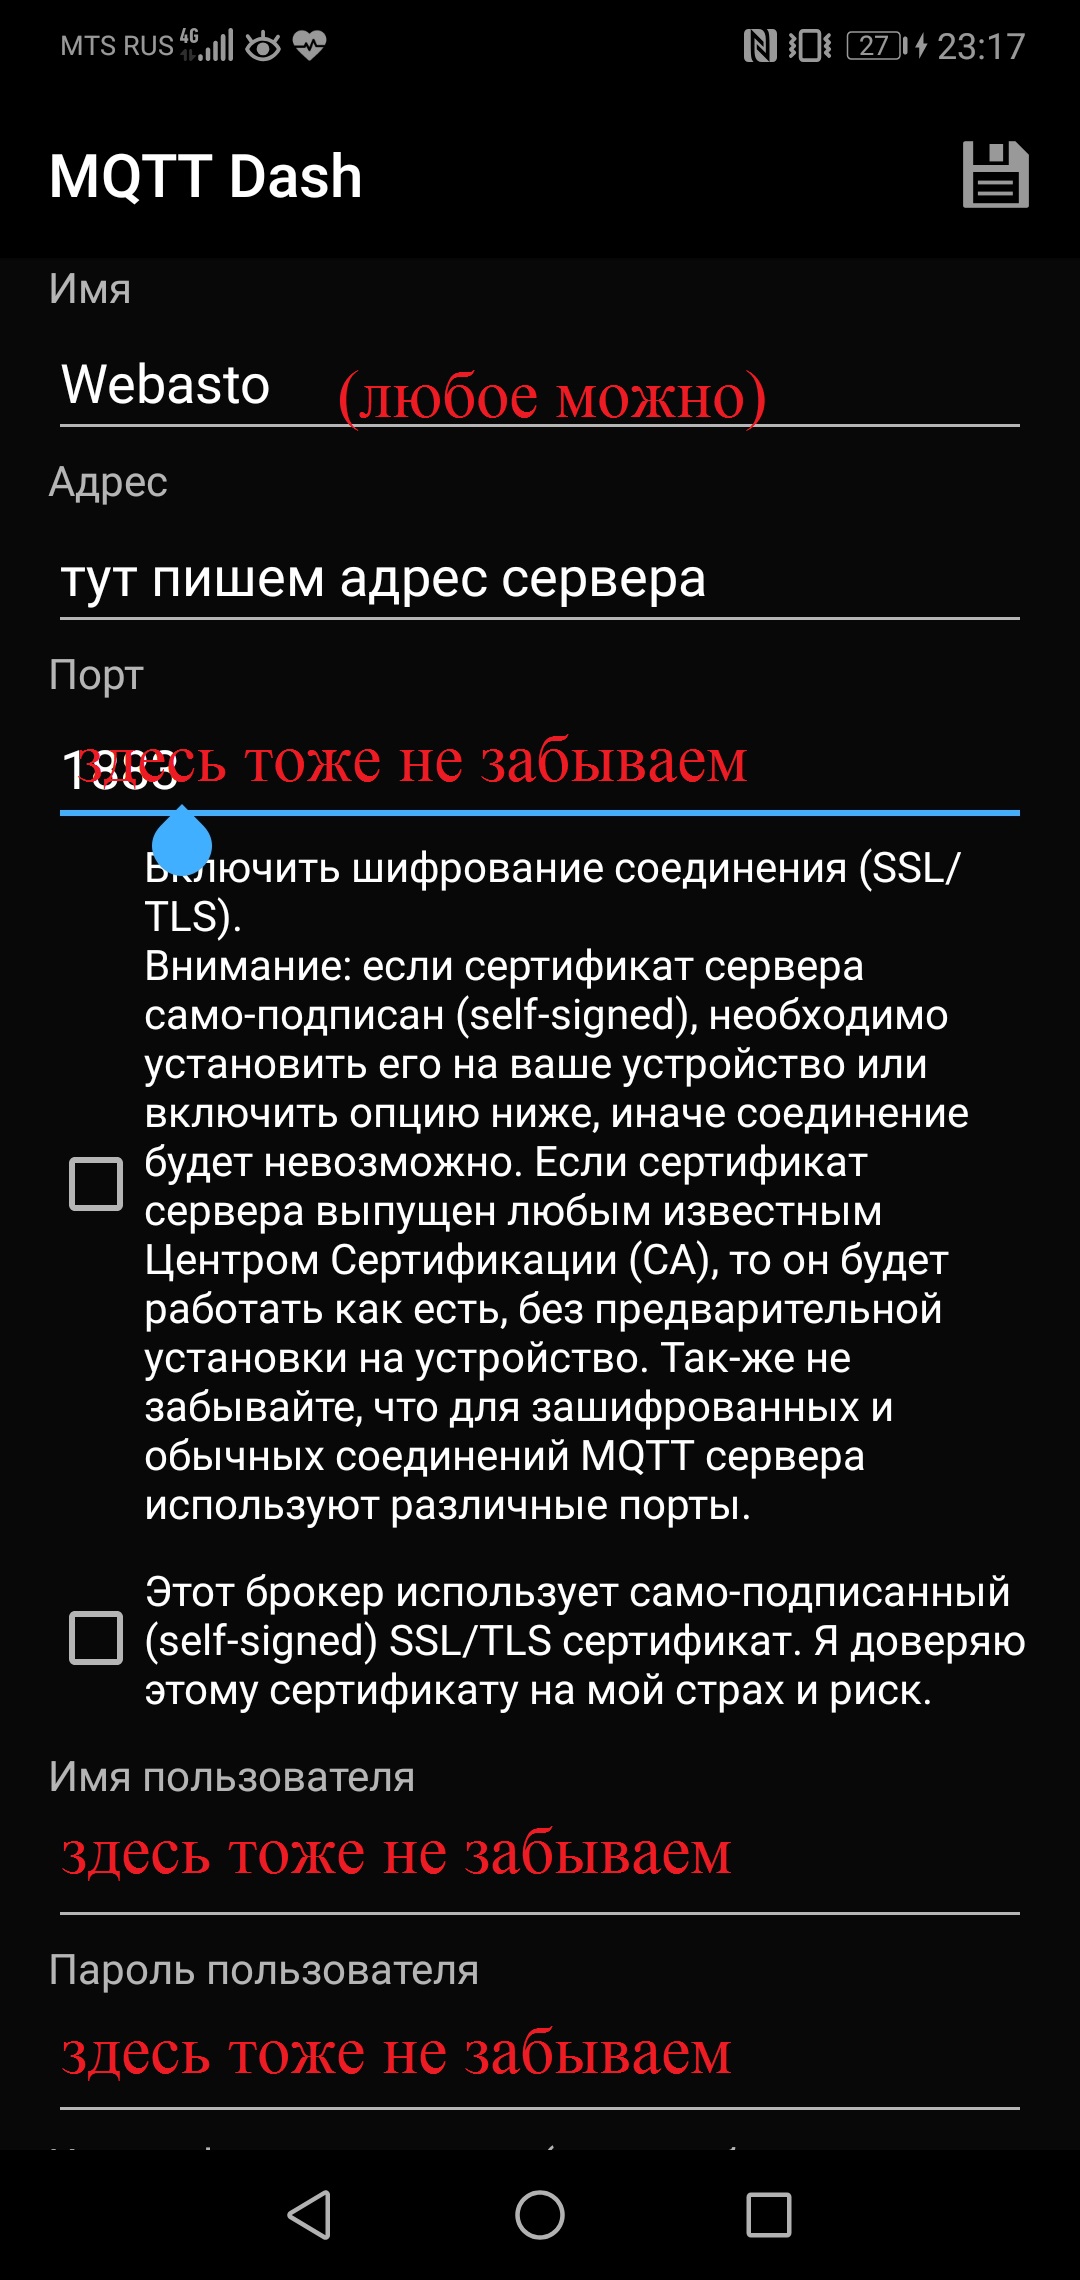 MTS RUS 4G 27 23:17
MQTT Dash
Имя
Webasto (любое можно)
Адрес
тут пишем адрес сервера
Порт
1883 здесь тоже не забываем
Включить шифрование соединения (SSL/
TLS).
Внимание: если сертификат сервера
само-подписан (self-signed), необходимо
установить его на ваше устройство или
включить опцию ниже, иначе соединение
будет невозможно. Если сертификат
сервера выпущен любым известным
Центром Сертификации (CA), то он будет
работать как есть, без предварительной
установки на устройство. Так-же не
забывайте, что для зашифрованных и
обычных соединений MQTT сервера
используют различные порты.
Этот брокер использует само-подписанный
(self-signed) SSL/TLS сертификат. Я доверяю
этому сертификату на мой страх и риск.
Имя пользователя
здесь тоже не забываем
Пароль пользователя
здесь тоже не забываем